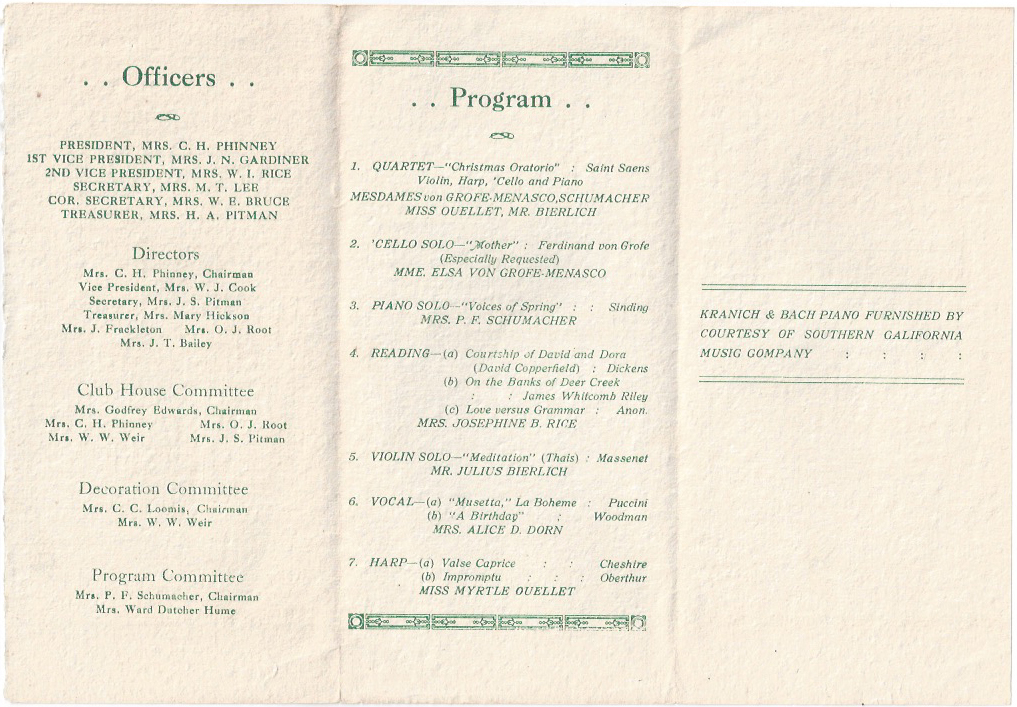 . . Officers . .
PRESIDENT, MRS. C. H. PHINNEY
1ST VICE PRESIDENT, MRS. J. N. GARDINER
2ND VICE PRESIDENT, MRS. W. I. RICE
SECRETARY, MRS. M. T. LEE
COR. SECRETARY, MRS. W. E. BRUCE
TREASURER, MRS. H. A. PITMAN
Directors
Mrs. C. H. Phinney, Chairman
Vice President, Mrs. W. J. Cook
Secretary, Mrs. J. S. Pitman
Treasurer, Mrs. Mary Hickson
Mrs. J. Frackleton Mrs. O. J. Root
Mrs. J. T. Bailey
Club House Committee
Mrs. Godfrey Edwards, Chairman
Mrs. C. H. Phinney Mrs. O. J. Root
Mrs. W. W. Weir Mrs. J. S. Pitman
Decoration Committee
Mrs. C. C. Loomis, Chairman
Mrs. W. W. Weir
Program Committee
Mrs. P. F. Schumacher, Chairman
Mrs. Ward Dutcher Hume
. . Program . .
1. QUARTET—"Christmas Oratorio" : Saint Saens
Violin, Harp, 'Cello and Piano
MESDAMES von GROFE-MENASCO, SCHUMACHER
MISS OUELLET, MR. BIERLICH
2. 'CELLO SOLO—"Mother" : Ferdinand von Grofe
(Especially Requested)
MME. ELSA VON GROFE-MENASCO
3. PIANO SOLO—"Voices of Spring" : : Sinding
MRS. P. F. SCHUMACHER
4. READING—(a) Courtship of David and Dora
(David Copperfield) : Dickens
(b) On the Banks of Deer Creek
: : James Whitcomb Riley
(c) Love versus Grammar : Anon.
MRS. JOSEPHINE B. RICE
5. VIOLIN SOLO—"Meditation" (Thais) : Massenet
MR. JULIUS BIERLICH
6. VOCAL—(a) "Musetta," La Boheme : Puccini
(b) "A Birthday" : Woodman
MRS. ALICE D. DORN
7. HARP—(a) Valse Caprice : : Cheshire
(b) Impromptu : : : Oberthur
MISS MYRTLE OUELLET
KRANICH & BACH PIANO FURNISHED BY
COURTESY OF SOUTHERN GALIFORNIA
MUSIG GOMPANY : : : :